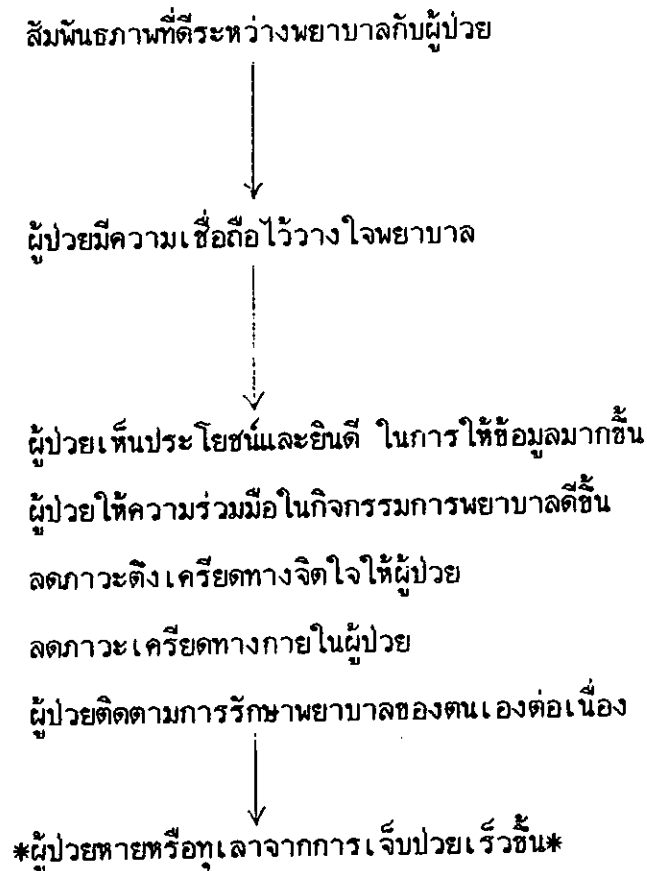 สัมพันธภาพที่ดีระหว่างพยาบาลกับผู้ป่วย
ผู้ป่วยมีความเชื่อถือไว้วางใจพยาบาล
ผู้ป่วยเห็นประโยชน์และยินดี ในการให้ข้อมูลมากขึ้น
ผู้ป่วยให้ความร่วมมือในกิจกรรมการพยาบาลดีขึ้น
ลดภาวะตึงเครียดทางจิตใจให้ผู้ป่วย
ลดภาวะเครียดทางกายในผู้ป่วย
ผู้ป่วยติดตามการรักษาพยาบาลของตนเองต่อเนื่อง
*ผู้ป่วยหายหรือทุเลาจากการเจ็บป่วยเร็วขึ้น*